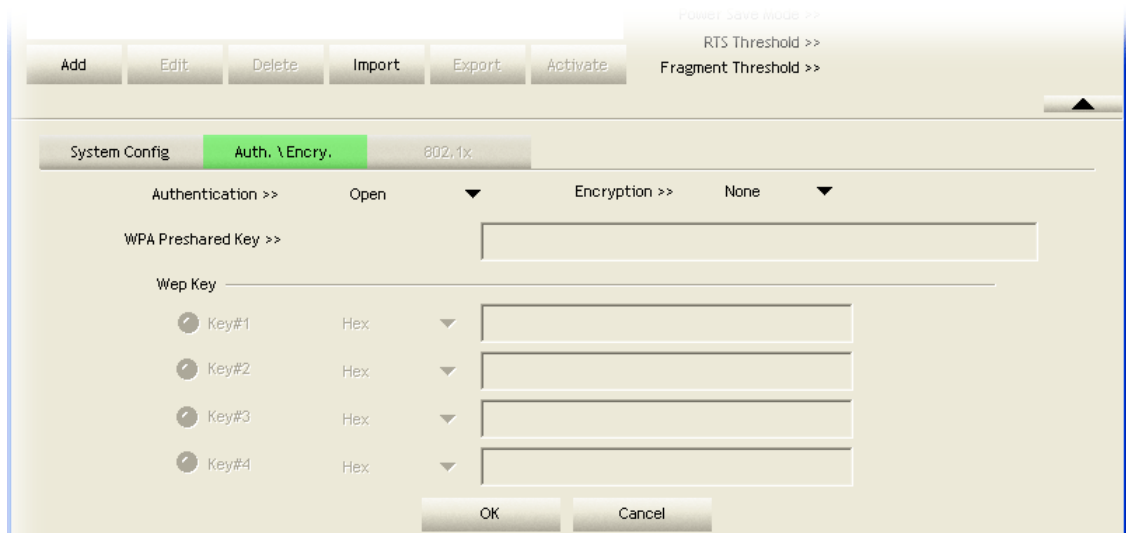 Power Save Mode >>
RTS Threshold >>
Add Edit Delete Import Export Activate Fragment Threshold >>
System Config Auth. \ Encry. 802.1x
Authentication >> Open Encryption >> None
WPA Preshared Key >>
Wep Key
Key#1 Hex
Key#2 Hex
Key#3 Hex
Key#4 Hex
OK Cancel